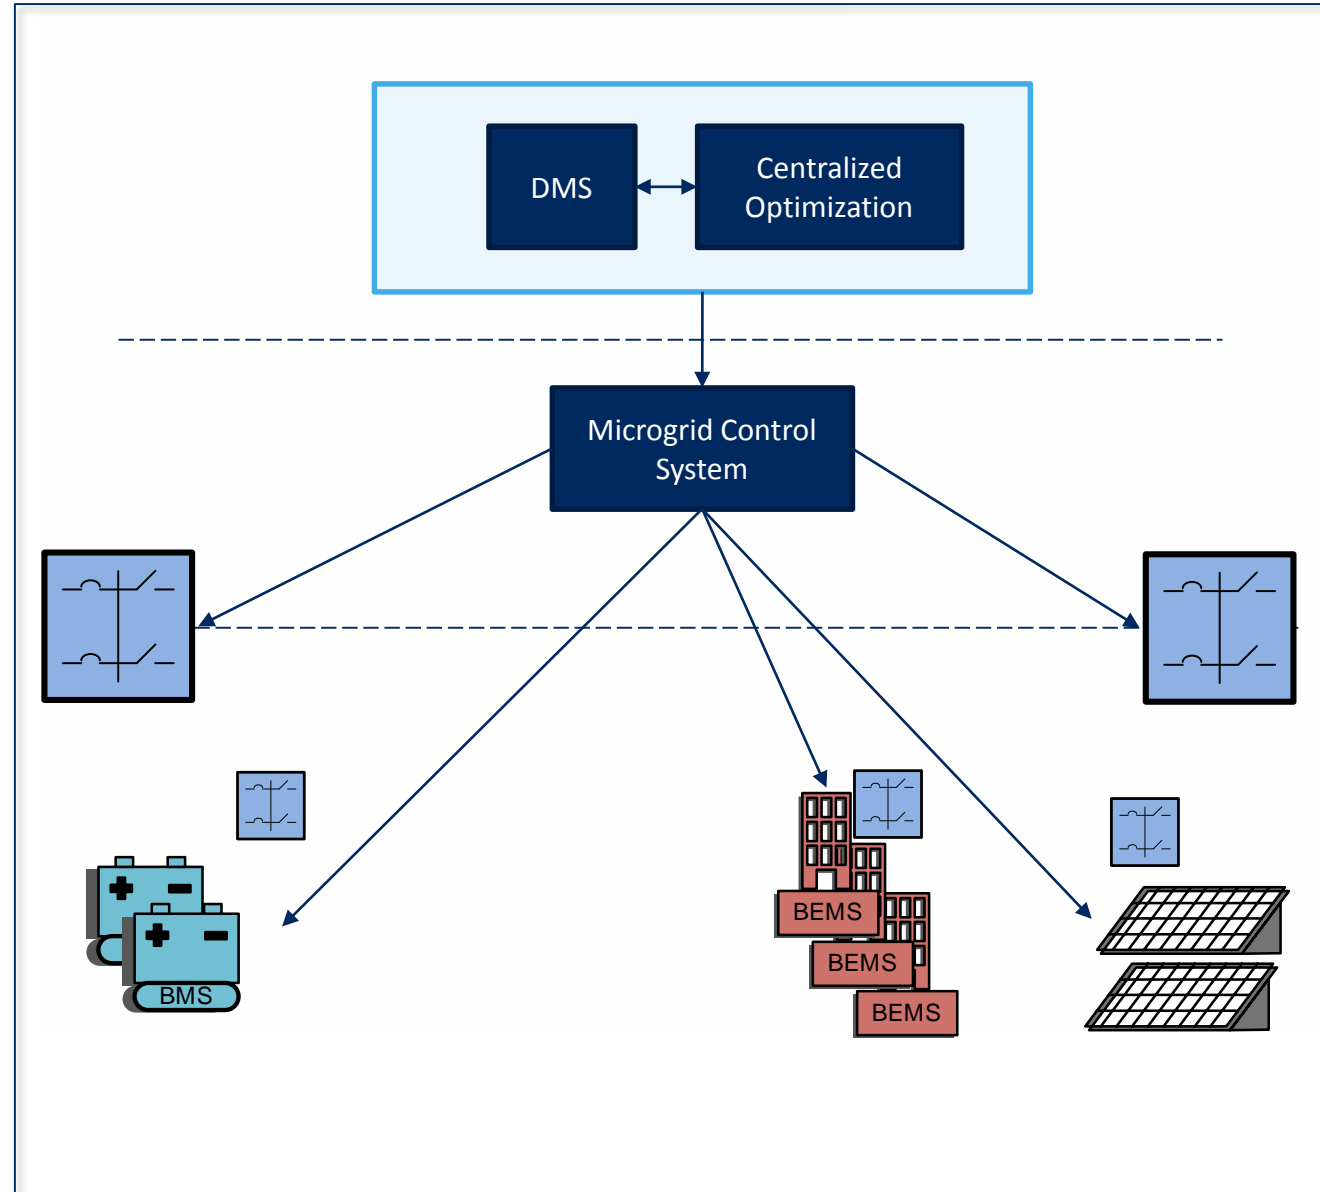 DMS
Centralized
Optimization
Microgrid Control
System
BMS
BEMS
BEMS
BEMS